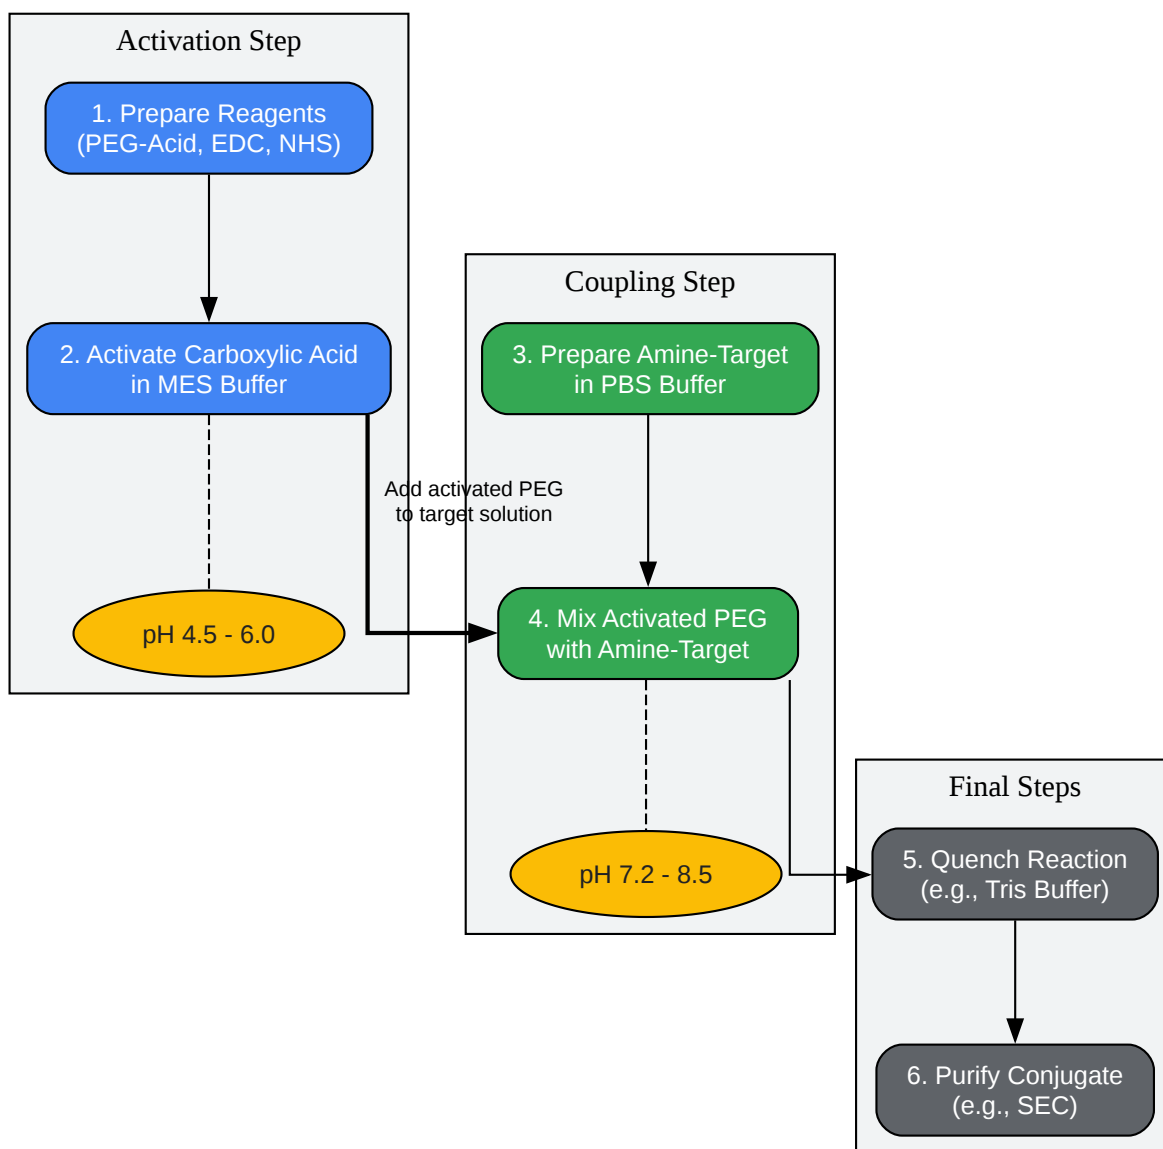 Activation Step
1. Prepare Reagents
(PEG-Acid, EDC, NHS)
2. Activate Carboxylic Acid
in MES Buffer
pH 4.5 - 6.0
Add activated PEG
to target solution
Coupling Step
3. Prepare Amine-Target
in PBS Buffer
4. Mix Activated PEG
with Amine-Target
pH 7.2 - 8.5
Final Steps
5. Quench Reaction
(e.g., Tris Buffer)
6. Purify Conjugate
(e.g., SEC)